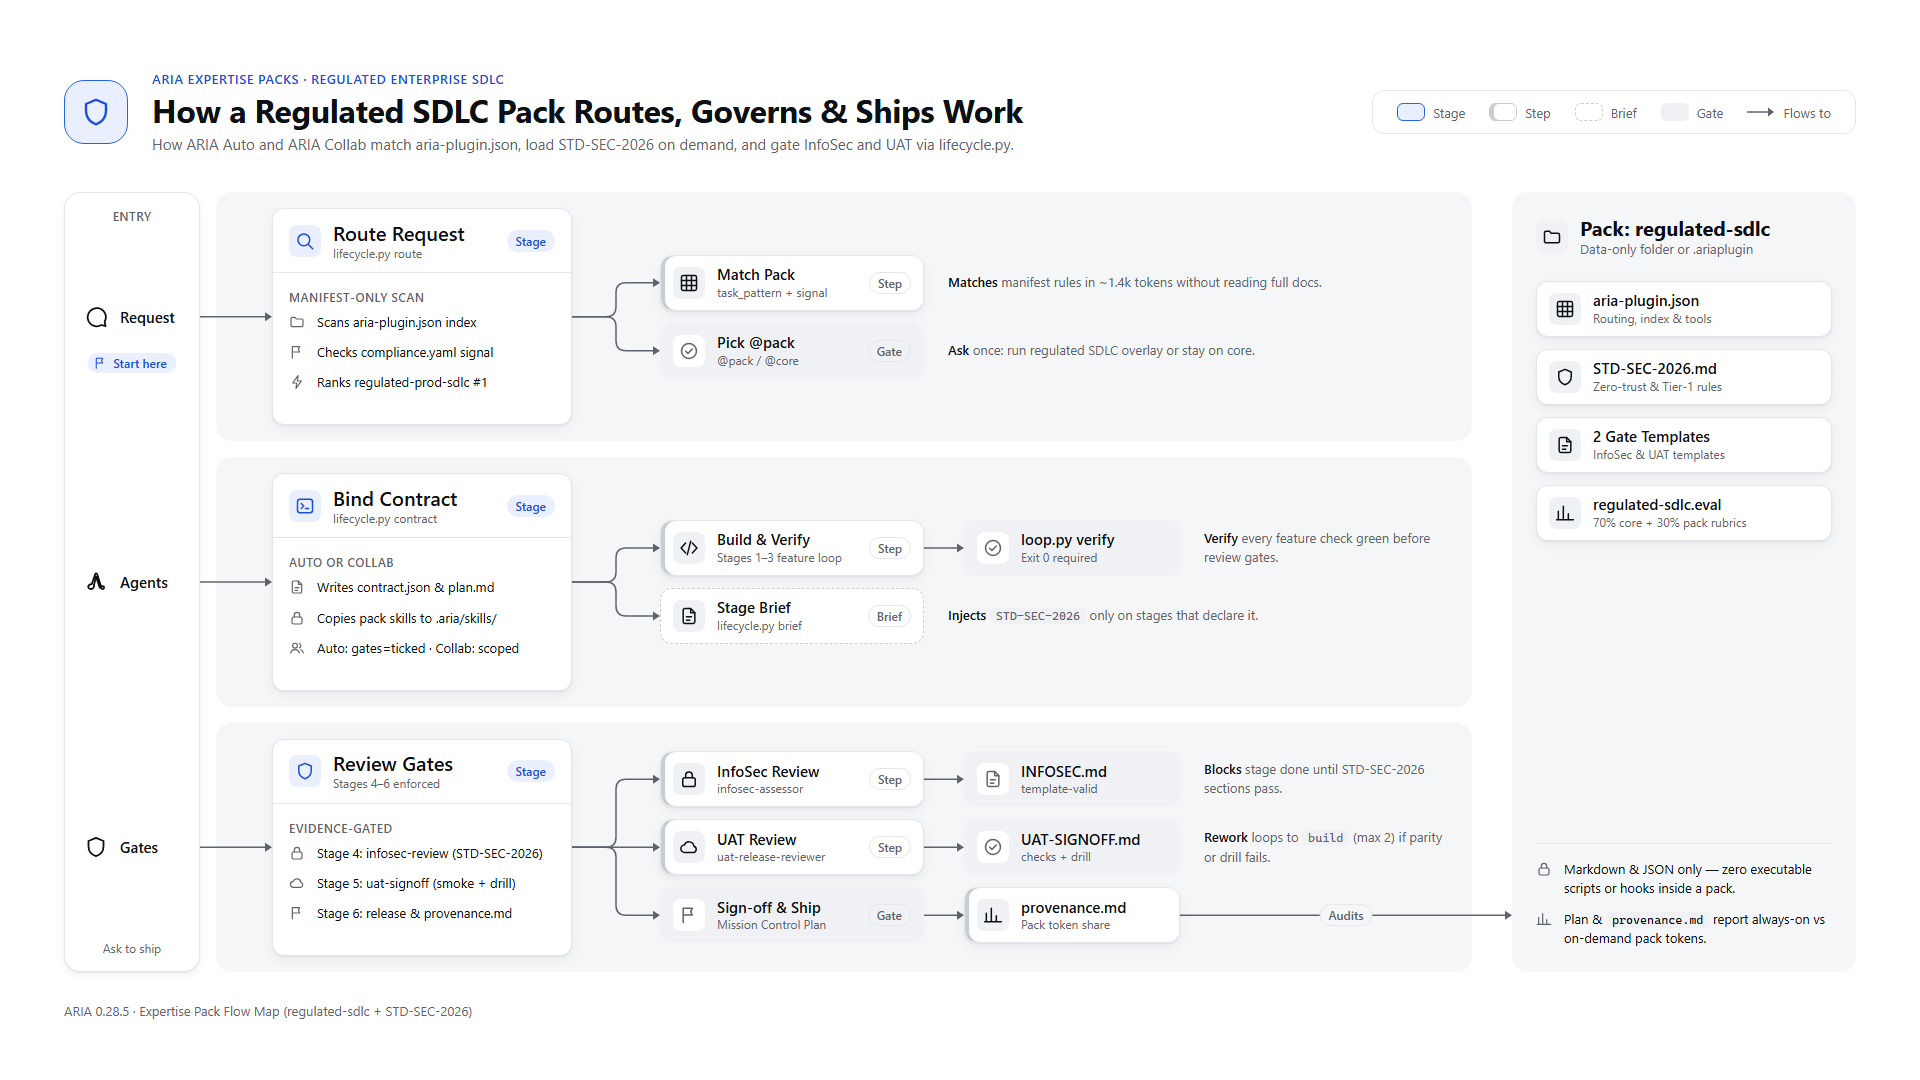 ARIA EXPERTISE PACKS · REGULATED ENTERPRISE SDLC
How a Regulated SDLC Pack Routes, Governs & Ships Work
How ARIA Auto and ARIA Collab match aria-plugin.json, load STD-SEC-2026 on demand, and gate InfoSec and UAT via lifecycle.py.
Stage
Step
Brief
Gate
Flows to
ENTRY
Request
Start here
Agents
Gates
Ask to ship
Route Request
lifecycle.py route
Stage
MANIFEST-ONLY SCAN
Scans aria-plugin.json index
Checks compliance.yaml signal
Ranks regulated-prod-sdlc #1
Match Pack
task_pattern + signal
Step
Matches manifest rules in ~1.4k tokens without reading full docs.
Pick @pack
@pack / @core
Gate
Ask once: run regulated SDLC overlay or stay on core.
Bind Contract
lifecycle.py contract
Stage
AUTO OR COLLAB
Writes contract.json & plan.md
Copies pack skills to .aria/skills/
Auto: gates=ticked · Collab: scoped
Build & Verify
Stages 1–3 feature loop
Step
loop.py verify
Exit 0 required
Verify every feature check green before
review gates.
Stage Brief
lifecycle.py brief
Brief
Injects STD-SEC-2026 only on stages that declare it.
Review Gates
Stages 4–6 enforced
Stage
EVIDENCE-GATED
Stage 4: infosec-review (STD-SEC-2026)
Stage 5: uat-signoff (smoke + drill)
Stage 6: release & provenance.md
InfoSec Review
infosec-assessor
Step
INFOSEC.md
template-valid
Blocks stage done until STD-SEC-2026
sections pass.
UAT Review
uat-release-reviewer
Step
UAT-SIGNOFF.md
checks + drill
Rework loops to build (max 2) if parity
or drill fails.
Sign-off & Ship
Mission Control Plan
Gate
provenance.md
Pack token share
Audits
Pack: regulated-sdlc
Data-only folder or .ariaplugin
aria-plugin.json
Routing, index & tools
STD-SEC-2026.md
Zero-trust & Tier-1 rules
2 Gate Templates
InfoSec & UAT templates
regulated-sdlc.eval
70% core + 30% pack rubrics
Markdown & JSON only — zero executable
scripts or hooks inside a pack.
Plan & provenance.md report always-on vs
on-demand pack tokens.
ARIA 0.28.5 · Expertise Pack Flow Map (regulated-sdlc + STD-SEC-2026)